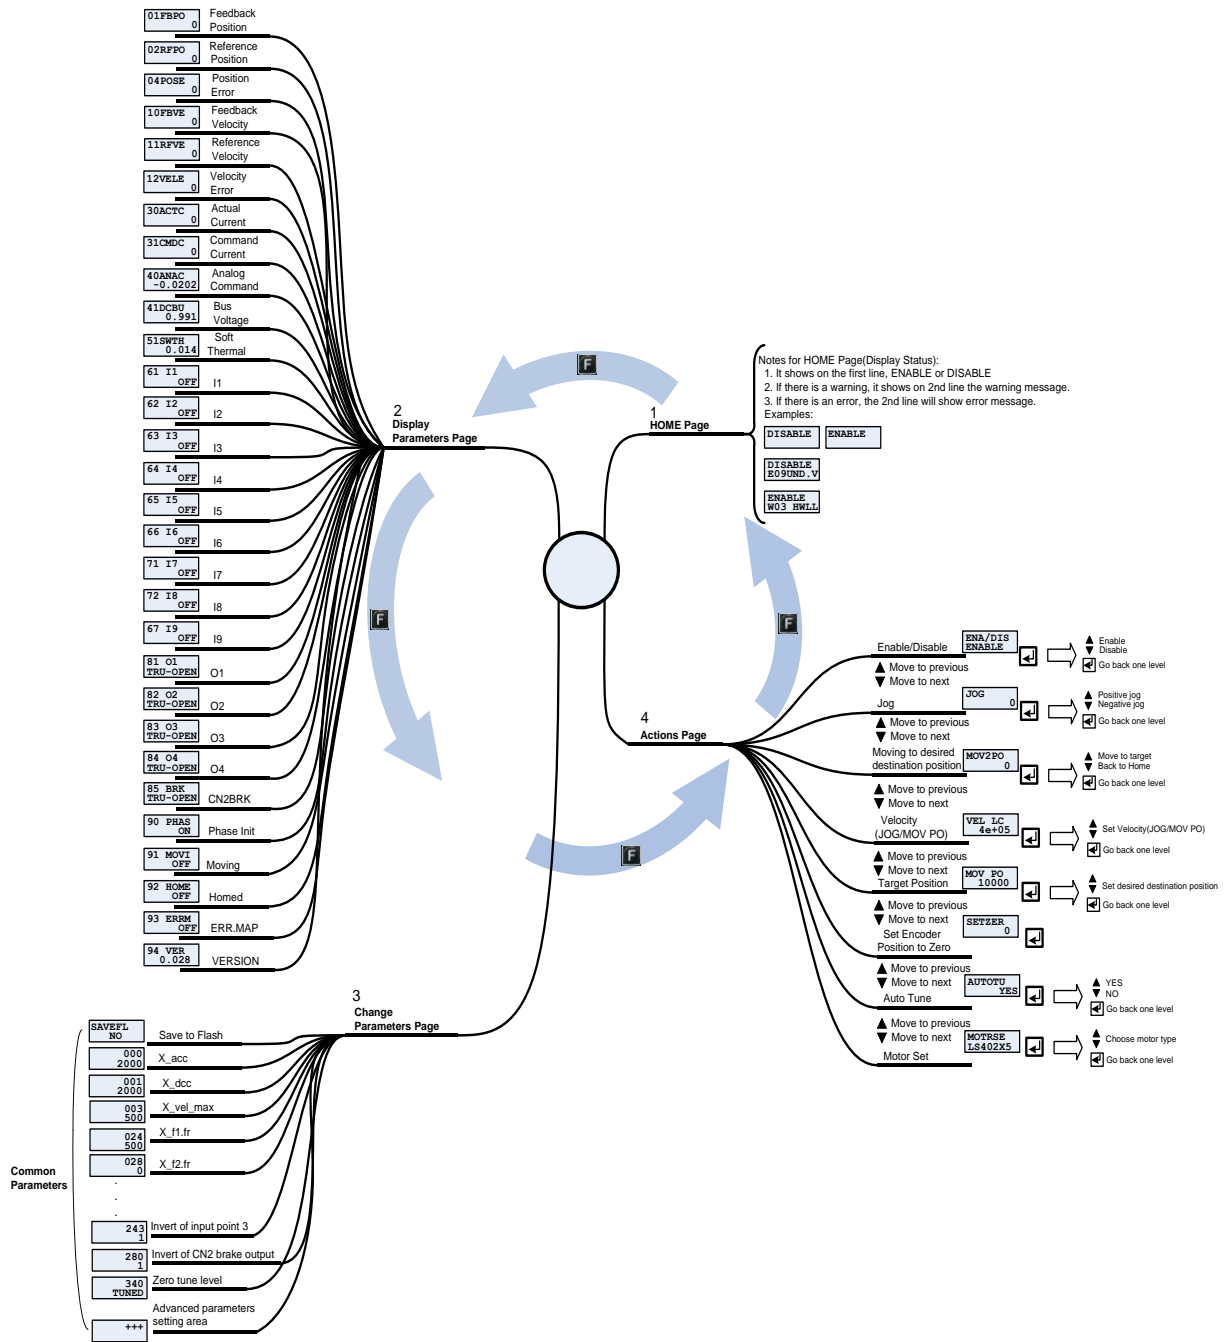 01FBPO
0
Feedback
Position
02RFPO
0
Reference
Position
04POSE
0
Position
Error
10FBVE
0
Feedback
Velocity
11RFVE
0
Reference
Velocity
12VELE
0
Velocity
Error
30ACTC
0
Actual
Current
31CMDC
0
Command
Current
40ANAC
-0.0202
Analog
Command
41DCBU
0.991
Bus
Voltage
51SWTH
0.014
Soft
Thermal
61 I1
OFF
I1
62 I2
OFF
I2
63 I3
OFF
I3
64 I4
OFF
I4
65 I5
OFF
I5
66 I6
OFF
I6
71 I7
OFF
I7
72 I8
OFF
I8
67 I9
OFF
I9
81 O1
TRU-OPEN
O1
82 O2
TRU-OPEN
O2
83 O3
TRU-OPEN
O3
84 O4
TRU-OPEN
O4
85 BRK
TRU-OPEN
CN2BRK
90 PHAS
ON
Phase Init
91 MOVI
OFF
Moving
92 HOME
OFF
Homed
93 ERRM
OFF
ERR.MAP
94 VER
0.028
VERSION
2
Display
Parameters Page
F
F
F
F
1
HOME Page
Notes for HOME Page(Display Status):
1. It shows on the first line, ENABLE or DISABLE
2. If there is a warning, it shows on 2nd line the warning message.
3. If there is an error, the 2nd line will show error message.
Examples:
DISABLE
ENABLE
DISABLE
E09UND.V
ENABLE
W03 HWLL
4
Actions Page
Enable/Disable
ENA/DIS
ENABLE
▲ Enable
▼ Disable
Go back one level
▲ Move to previous
▼ Move to next
Jog
JOG
0
▲ Positive jog
▼ Negative jog
Go back one level
▲ Move to previous
▼ Move to next
Moving to desired
destination position
MOV2PO
0
▲ Move to target
▼ Back to Home
Go back one level
▲ Move to previous
▼ Move to next
Velocity
(JOG/MOV PO)
VEL LC
4e+05
▲
▼ Set Velocity(JOG/MOV PO)
Go back one level
▲ Move to previous
▼ Move to next
Target Position
MOV PO
10000
▲
▼ Set desired destination position
Go back one level
▲ Move to previous
▼ Move to next
Set Encoder
Position to Zero
SETZER
0
▲ Move to previous
▼ Move to next
Auto Tune
AUTOTU
YES
▲ YES
▼ NO
Go back one level
▲ Move to previous
▼ Move to next
Motor Set
MOTRSE
LS402X5
▲
▼ Choose motor type
Go back one level
3
Change
Parameters Page
Common
Parameters
SAVEFL
NO
Save to Flash
000
2000
X_acc
001
2000
X_dcc
003
500
X_vel_max
024
500
X_f1.fr
028
0
X_f2.fr
.
.
.
243
1
Invert of input point 3
280
1
Invert of CN2 brake output
340
TUNED
Zero tune level
+++
Advanced parameters
setting area